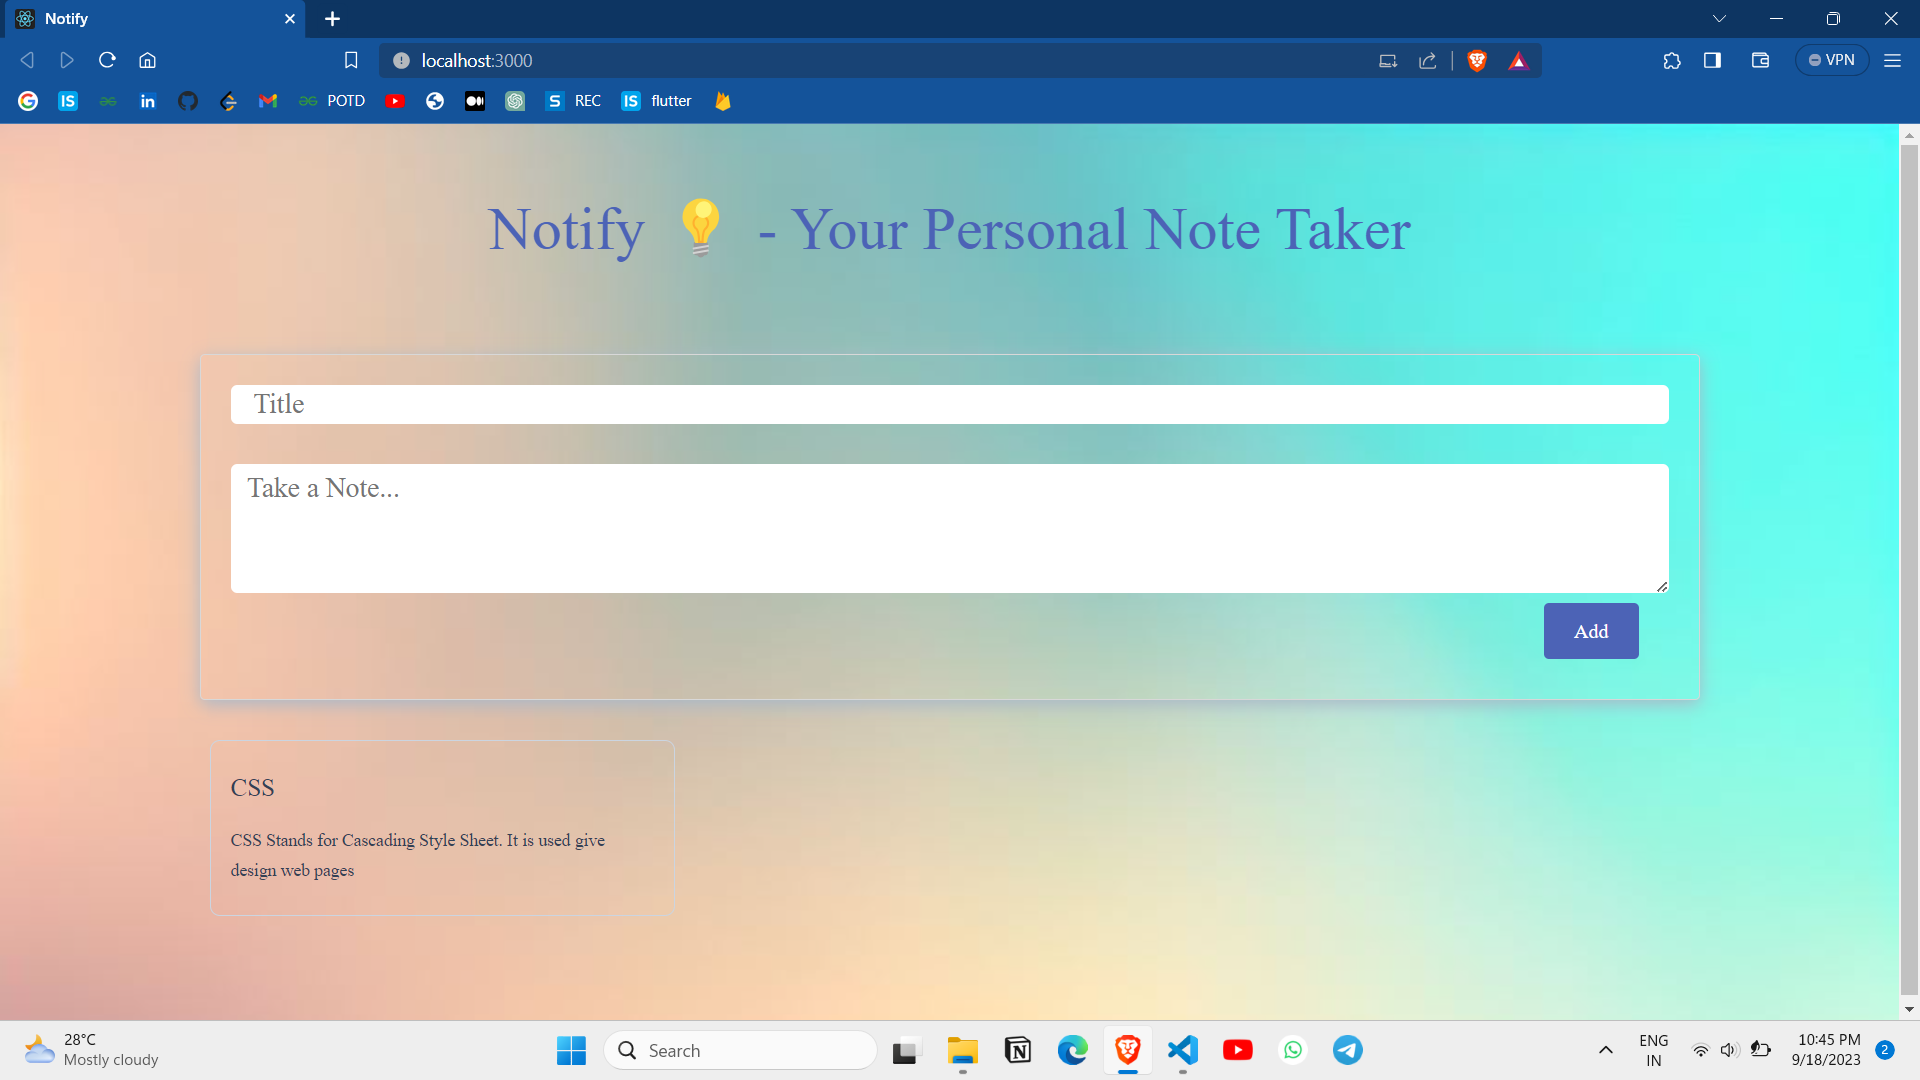 Notify
localhost:3000
VPN
POTD
REC
flutter
Notify 💡 - Your Personal Note Taker
Title
Take a Note...
Add
CSS
CSS Stands for Cascading Style Sheet. It is used give
design web pages
28°C
Mostly cloudy
Search
ENG
IN
10:45 PM
9/18/2023
2